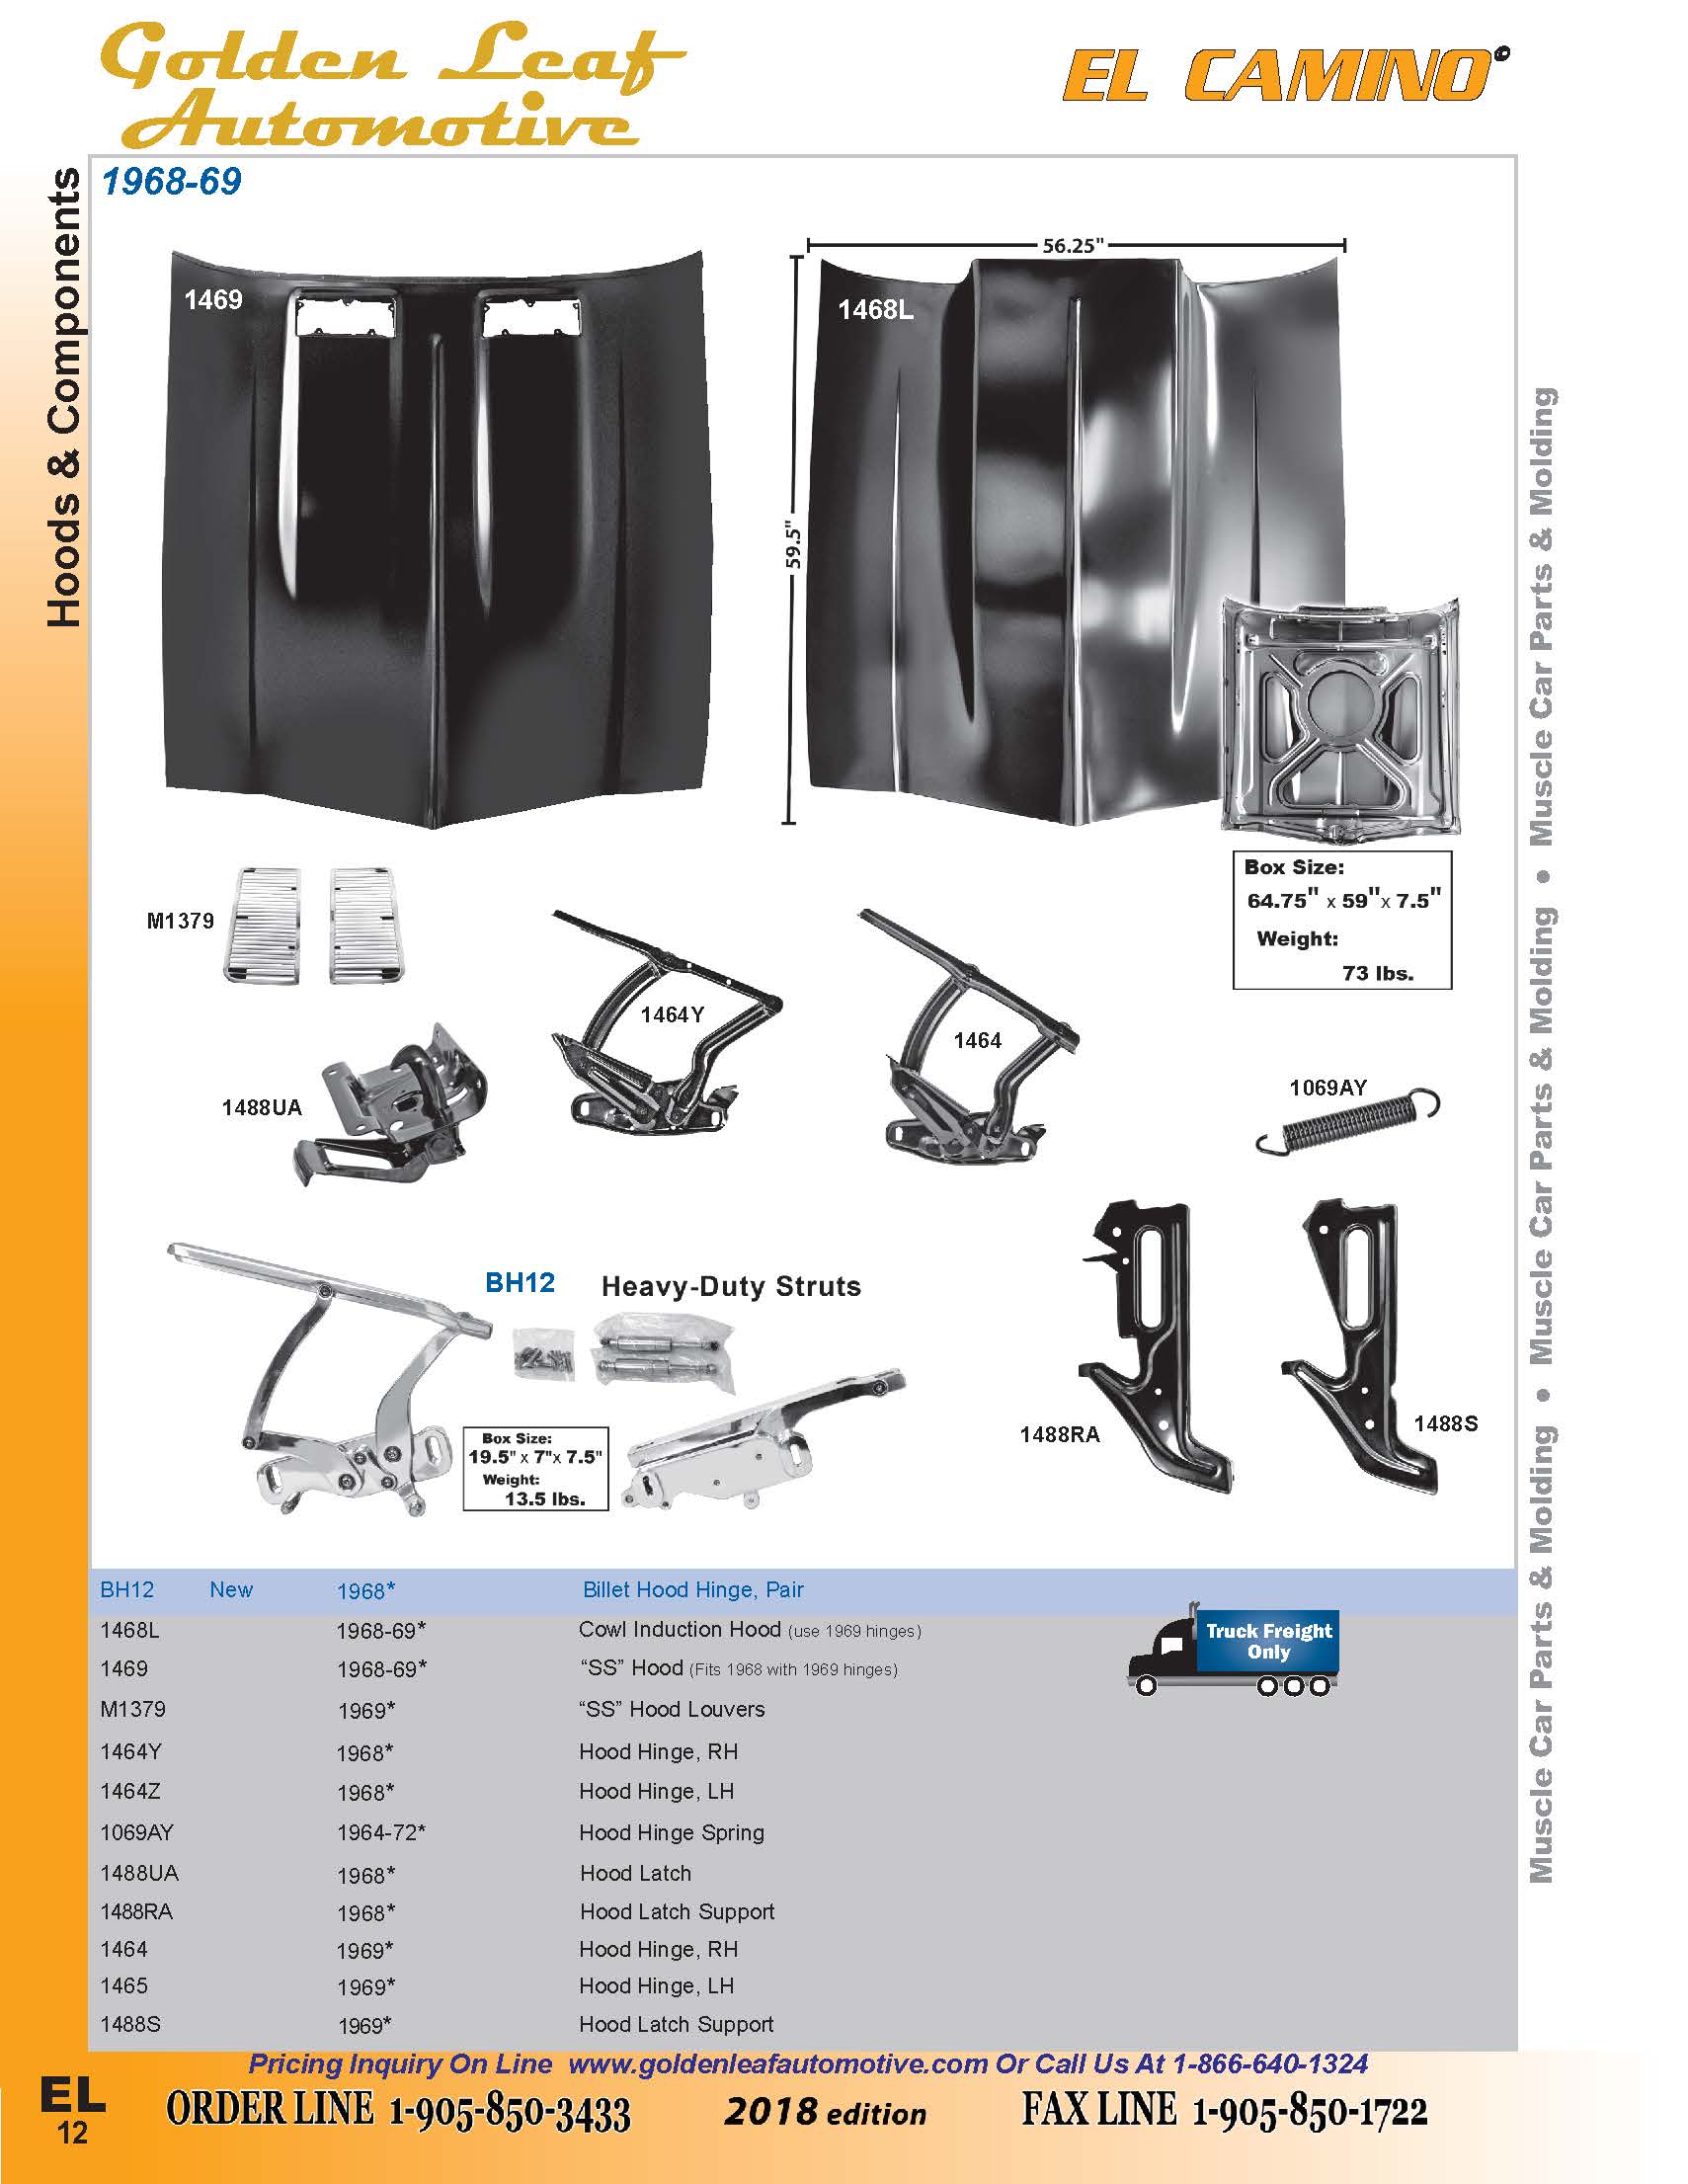 Golden Leaf
Automotive
EL CAMINO
Hoods & Components
1968-69
1469
56.25"
1468L
59.5"
Box Size:
64.75" x 59"x 7.5"
Weight:
73 lbs.
M1379
1464Y
1464
1488UA
1069AY
BH12 Heavy-Duty Struts
1488RA
1488S
Box Size:
19.5" x 7"x 7.5"
Weight:
13.5 lbs.
BH12 New 1968* Billet Hood Hinge, Pair
1468L 1968-69* Cowl Induction Hood (use 1969 hinges)
1469 1968-69* “SS” Hood (Fits 1968 with 1969 hinges)
M1379 1969* “SS” Hood Louvers
1464Y 1968* Hood Hinge, RH
1464Z 1968* Hood Hinge, LH
1069AY 1964-72* Hood Hinge Spring
1488UA 1968* Hood Latch
1488RA 1968* Hood Latch Support
1464 1969* Hood Hinge, RH
1465 1969* Hood Hinge, LH
1488S 1969* Hood Latch Support
Truck Freight
Only
Muscle Car Parts & Molding • Muscle Car Parts & Molding • Muscle Car Parts & Molding
Pricing Inquiry On Line www.goldenleafautomotive.com Or Call Us At 1-866-640-1324
EL
12
ORDER LINE 1-905-850-3433 2018 edition FAX LINE 1-905-850-1722